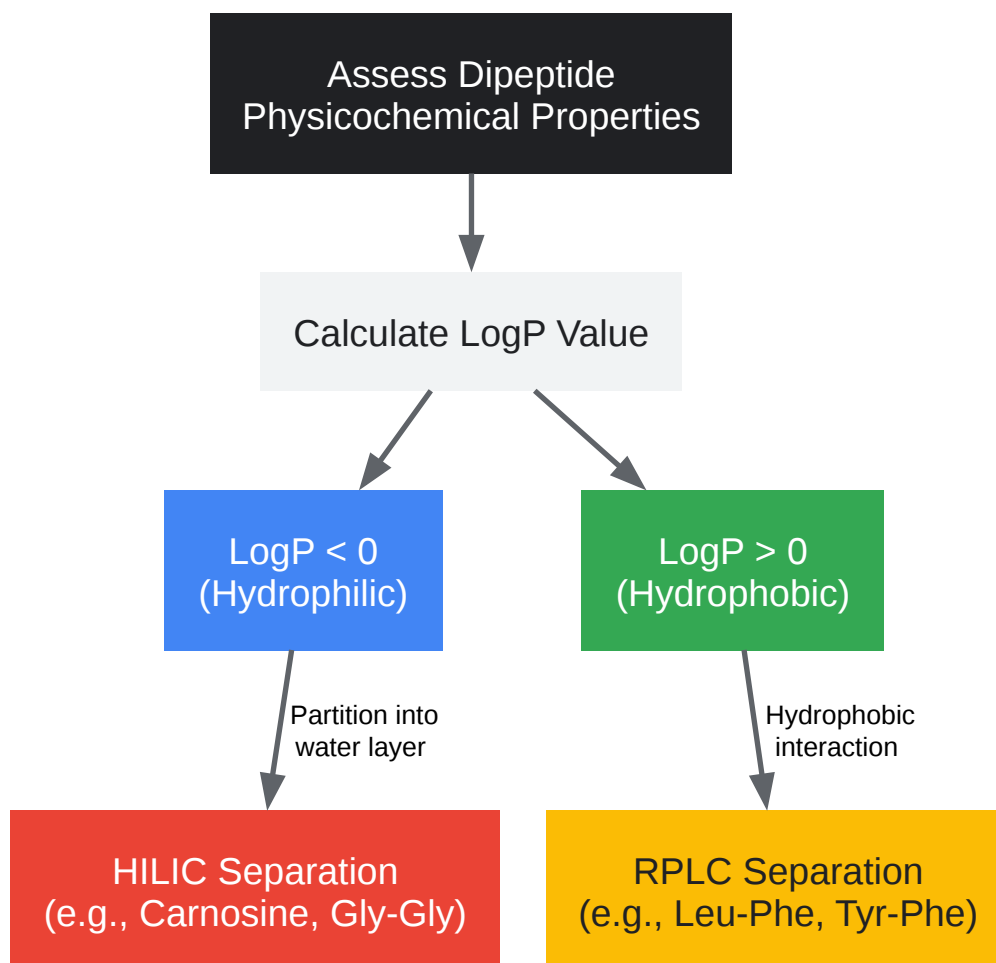 Assess Dipeptide
Physicochemical Properties
Calculate LogP Value
LogP < 0
(Hydrophilic)
LogP > 0
(Hydrophobic)
Partition into
water layer
Hydrophobic
interaction
HILIC Separation
(e.g., Carnosine, Gly-Gly)
RPLC Separation
(e.g., Leu-Phe, Tyr-Phe)